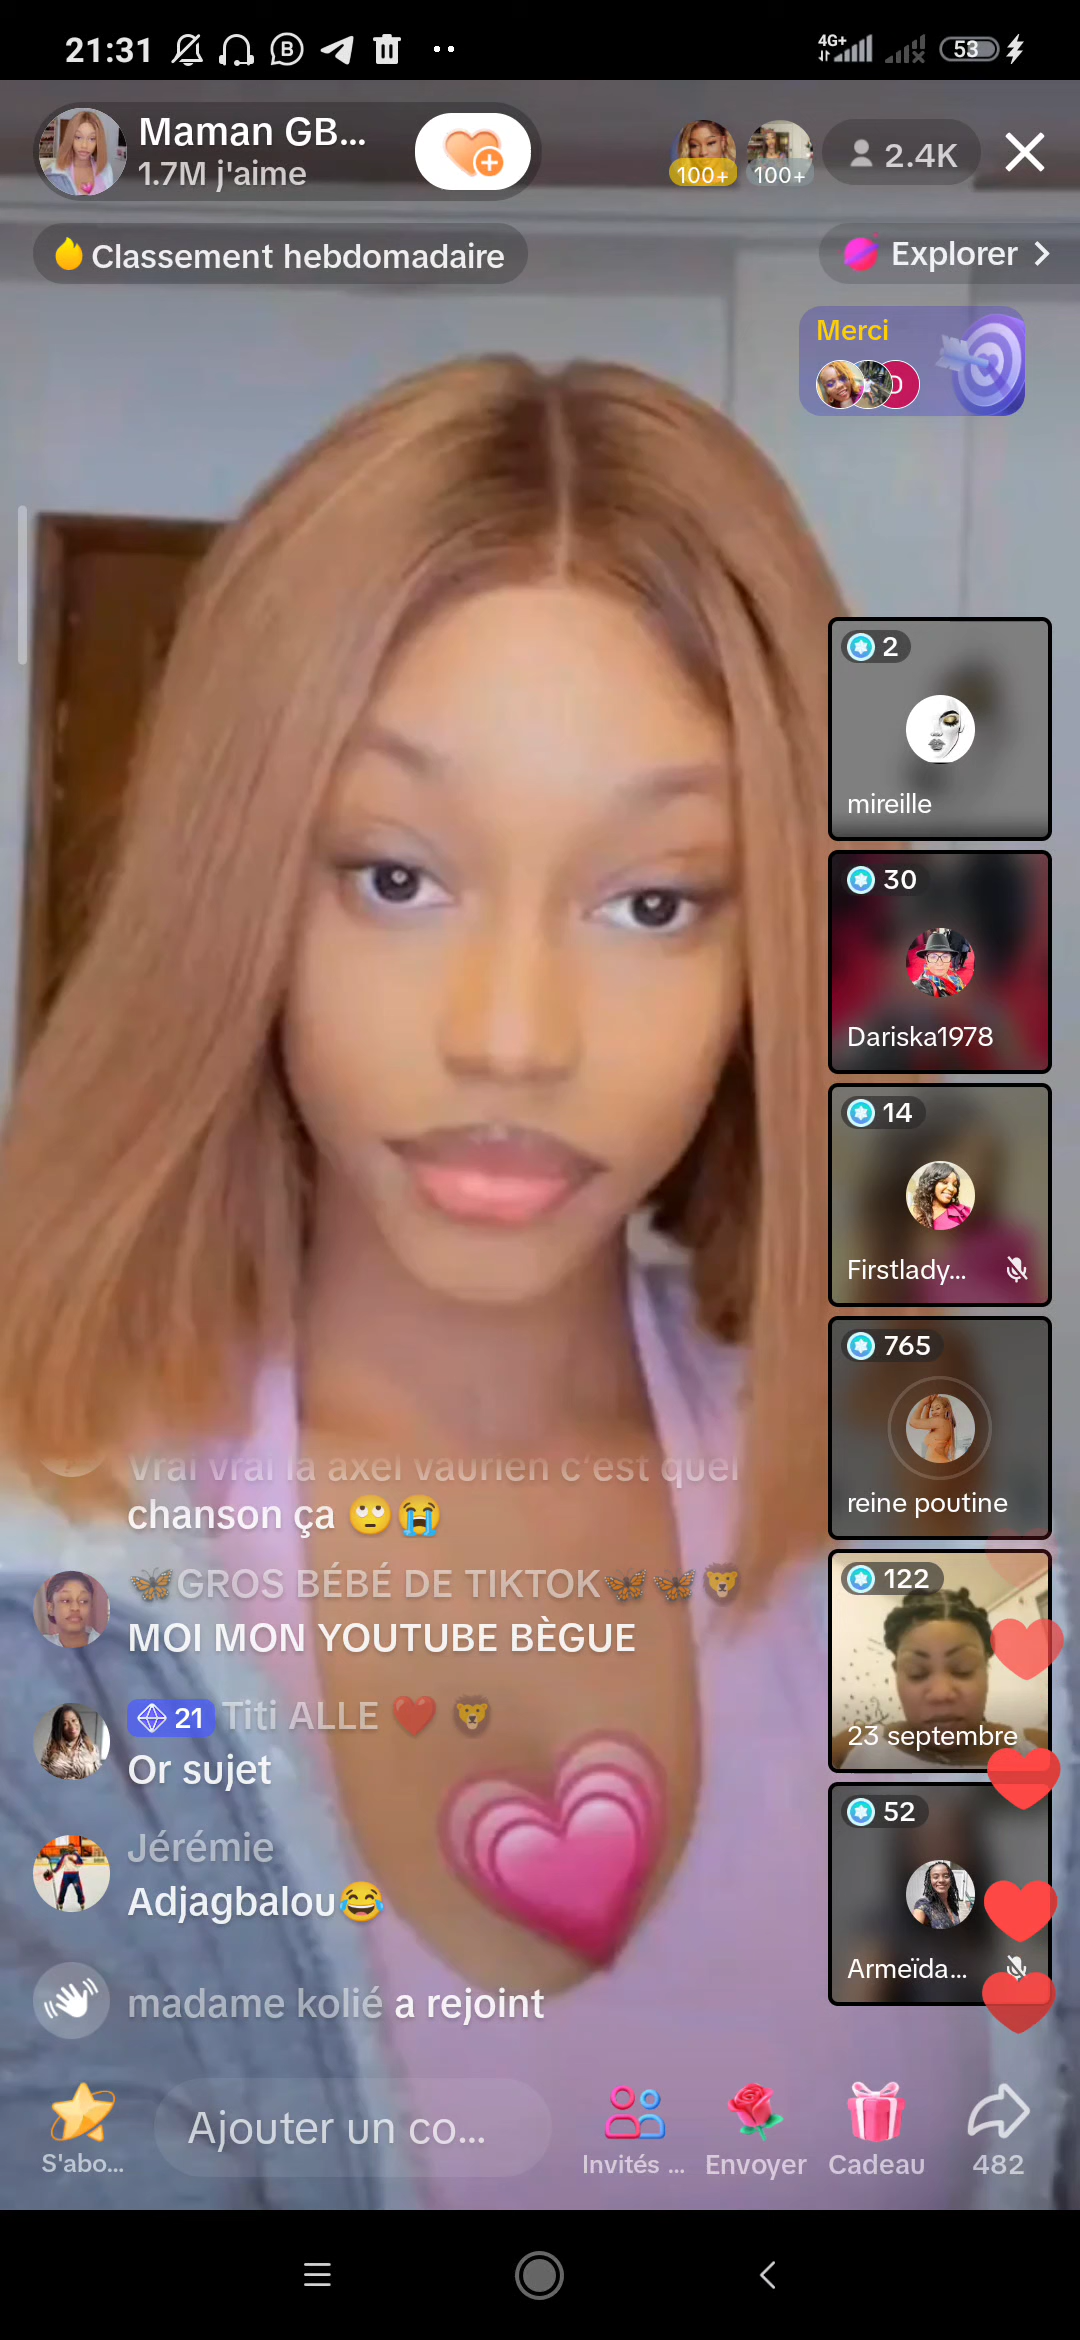 21:31
4G+
53
Maman GB...
1.7M j'aime
100+
100+
2.4K
Classement hebdomadaire
Explorer
Merci
D
2
mireille
30
Dariska1978
14
Firstlady...
765
reine poutine
122
23 septembre
52
Armeïda...
vrai vrai la axel vaurien c'est quel
chanson ça 🙄😭
🦋GROS BÉBÉ DE TIKTOK🦋🦋🦁
MOI MON YOUTUBE BÈGUE
21 Titi ALLE ❤️ 🦁
Or sujet
Jérémie
Adjagbalou😂
madame kolié a rejoint
S'abo...
Ajouter un co...
Invités ...
Envoyer
Cadeau
482